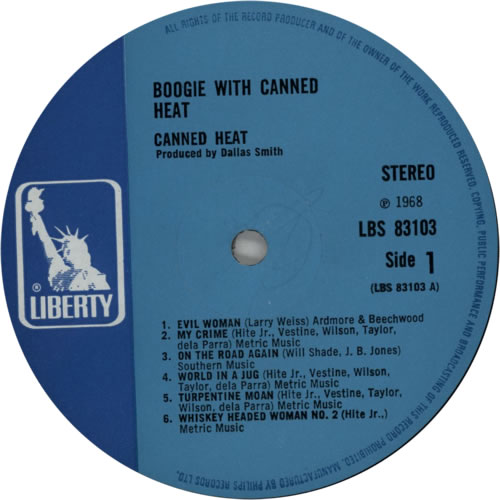 ALL RIGHTS OF THE RECORD PRODUCER AND OF THE OWNER OF THE WORK REPRODUCED RESERVED. COPYING, PUBLIC PERFORMANCE AND BROADCASTING OF THIS RECORD PROHIBITED. MANUFACTURED BY PHILIPS RECORDS LTD.
BOOGIE WITH CANNED
HEAT
CANNED HEAT
Produced by Dallas Smith
STEREO
℗ 1968
LBS 83103
Side 1
(LBS 83103 A)
® LIBERTY
1. EVIL WOMAN (Larry Weiss) Ardmore & Beechwood
2. MY CRIME (Hite Jr., Vestine, Wilson, Taylor,
dela Parra) Metric Music
3. ON THE ROAD AGAIN (Will Shade, J. B. Jones)
Southern Music
4. WORLD IN A JUG (Hite Jr., Vestine, Wilson,
Taylor, dela Parra) Metric Music
5. TURPENTINE MOAN (Hite Jr., Vestine, Taylor,
Wilson, dela Parra) Metric Music
6. WHISKEY HEADED WOMAN NO. 2 (Hite Jr.,)
Metric Music